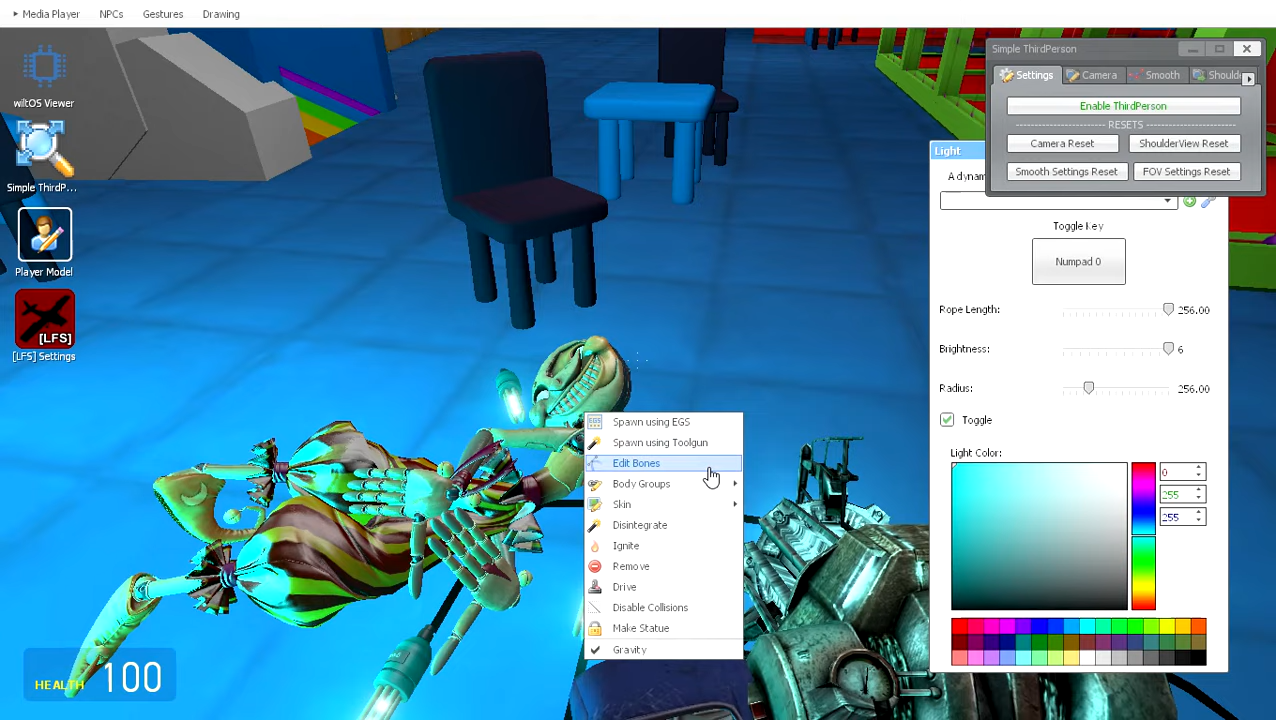 Media Player
NPCs
Gestures
Drawing
wiltOS Viewer
Simple ThirdP...
Player Model
[LFS]
[LFS] Settings
Simple ThirdPerson
Settings
Camera
Smooth
Should
Enable ThirdPerson
RESETS
Camera Reset
ShoulderView Reset
Smooth Settings Reset
FOV Settings Reset
Light
A dynam
Toggle Key
Numpad 0
Rope Length:
256.00
Brightness:
6
Radius:
256.00
Toggle
Light Color:
0
255
255
Spawn using EGS
Spawn using Toolgun
Edit Bones
Body Groups
Skin
Disintegrate
Ignite
Remove
Drive
Disable Collisions
Make Statue
Gravity
HEALTH 100